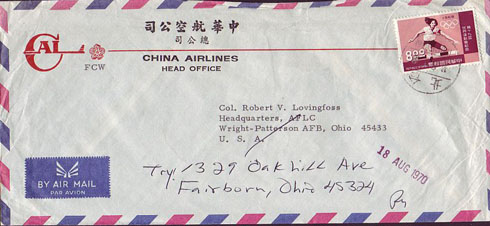 司公空航華中
司公總
CAL
FCW
CHINA AIRLINES
HEAD OFFICE
8.00
Col. Robert V. Lovingfoss
Headquarters, AFLC
Wright-Patterson AFB, Ohio 45433
U. S. A.
18 AUG 1970
Try: 1329 Oakhill Ave
Fairborn, Ohio 45324
BY AIR MAIL
PAR AVION